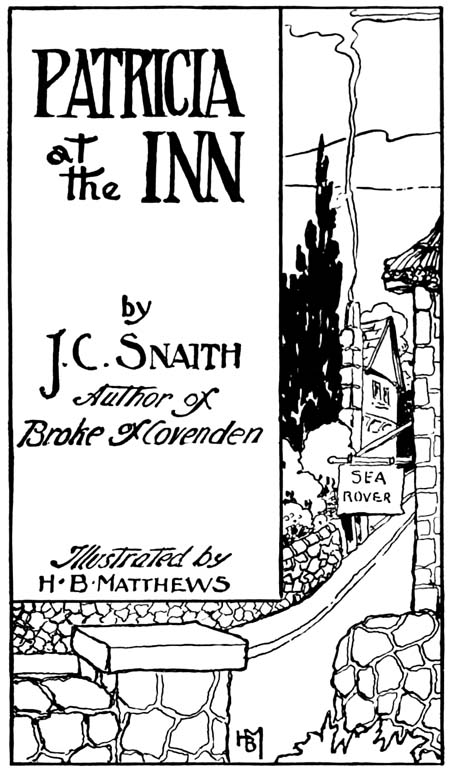 PATRICIA
at
the INN
by
J. C. SNAITH
Author of
Broke of Covenden
Illustrated by
H. B. MATTHEWS
SEA
ROVER
HBM